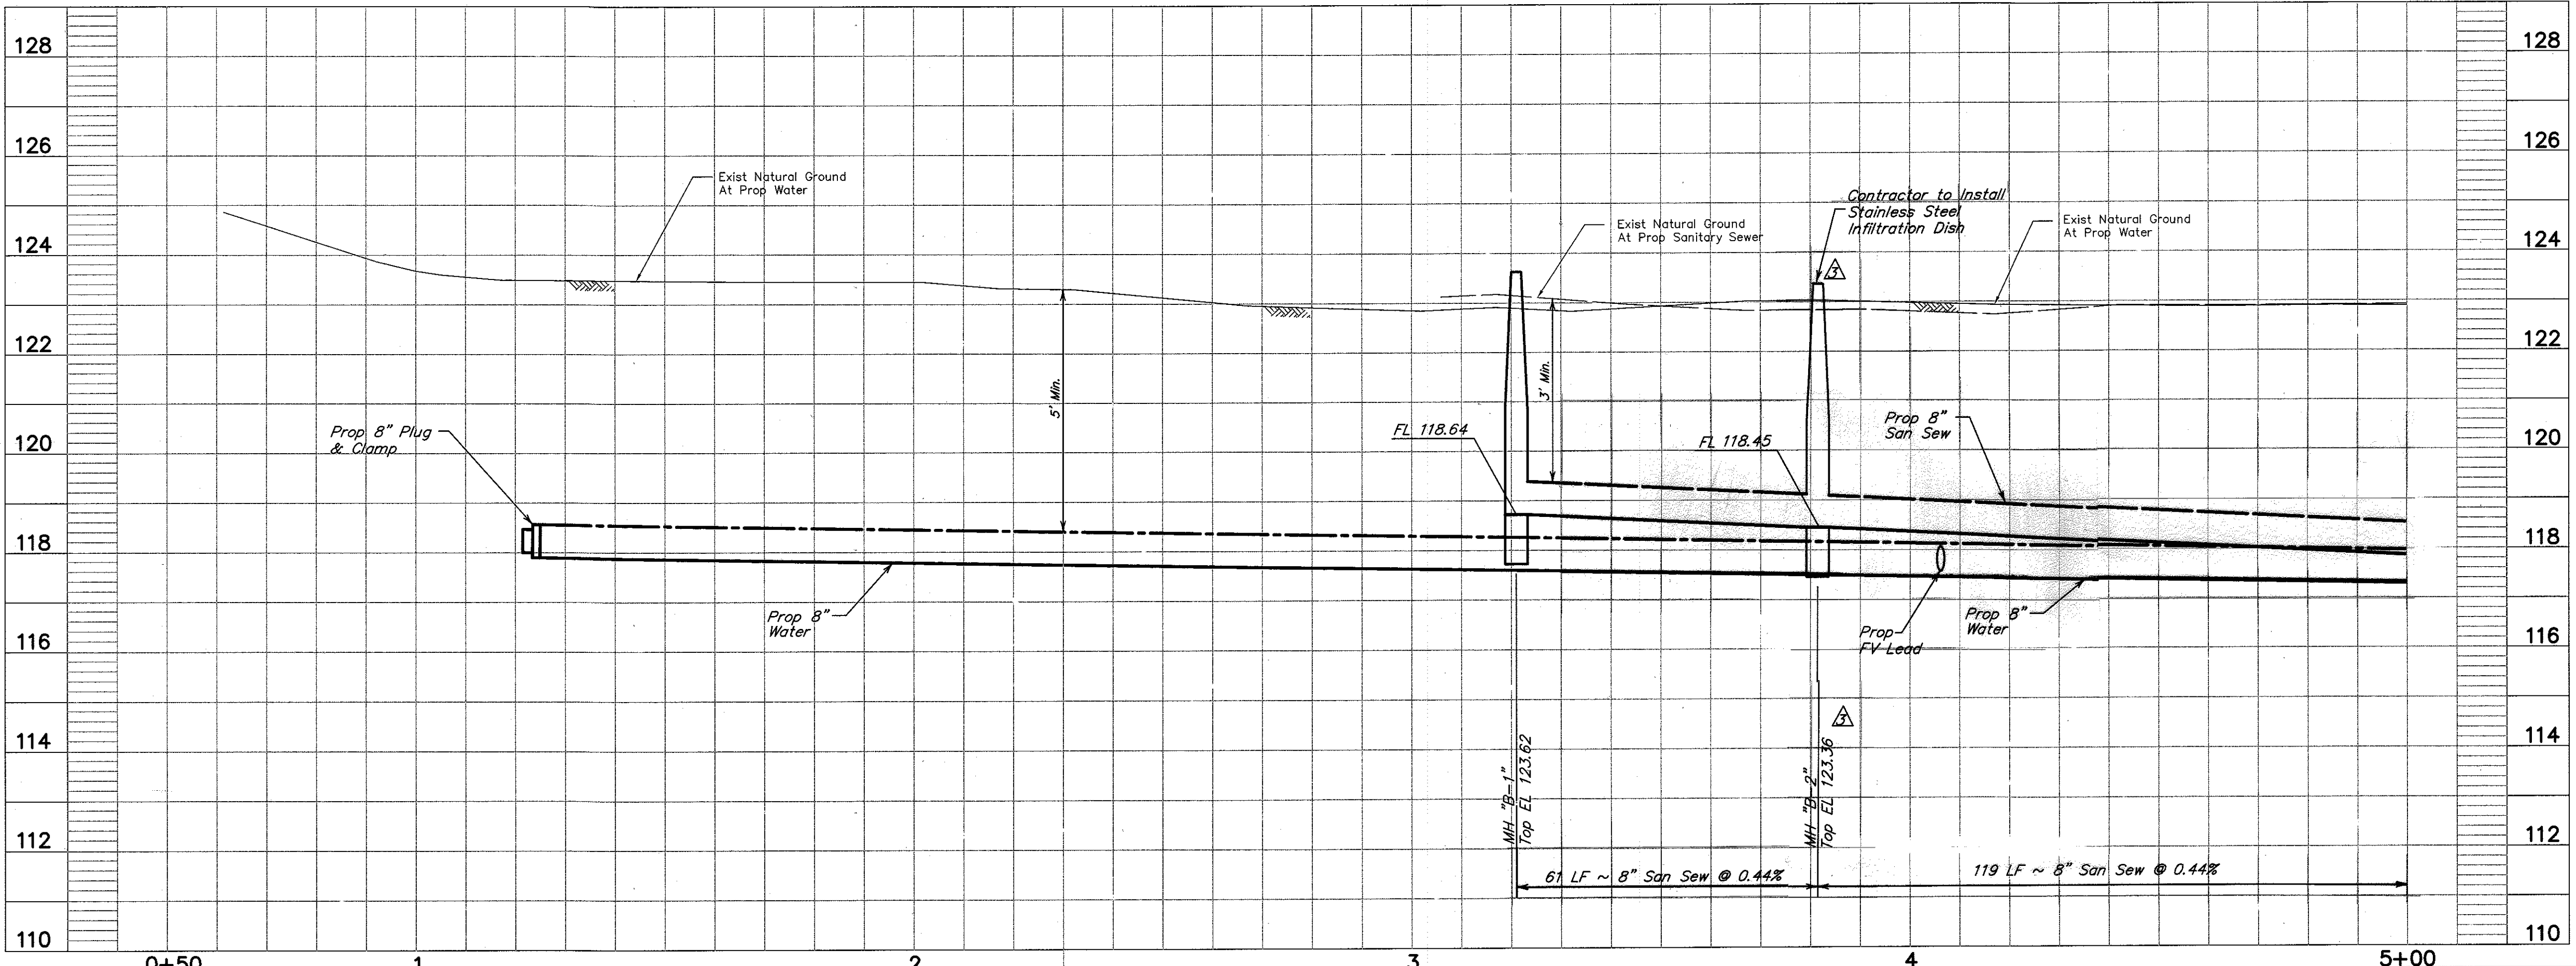 128
128
126
126
Exist Natural Ground
At Prop Water
Contractor to Install
Stainless Steel
Infiltration Dish
Exist Natural Ground
At Prop Sanitary Sewer
Exist Natural Ground
At Prop Water
124
124
3
122
122
5' Min.
3' Min.
Prop 8" Plug
& Clamp
FL 118.64
FL 118.45
Prop 8"
San Sew
120
120
118
118
Prop 8"
Water
Prop
FV Lead
Prop 8"
Water
116
116
3
114
114
MH "B-1"
Top EL 123.62
MH "B-2"
Top EL 123.36
112
112
61 LF ~ 8" San Sew @ 0.44%
119 LF ~ 8" San Sew @ 0.44%
110
110
0+50
1
2
3
4
5+00